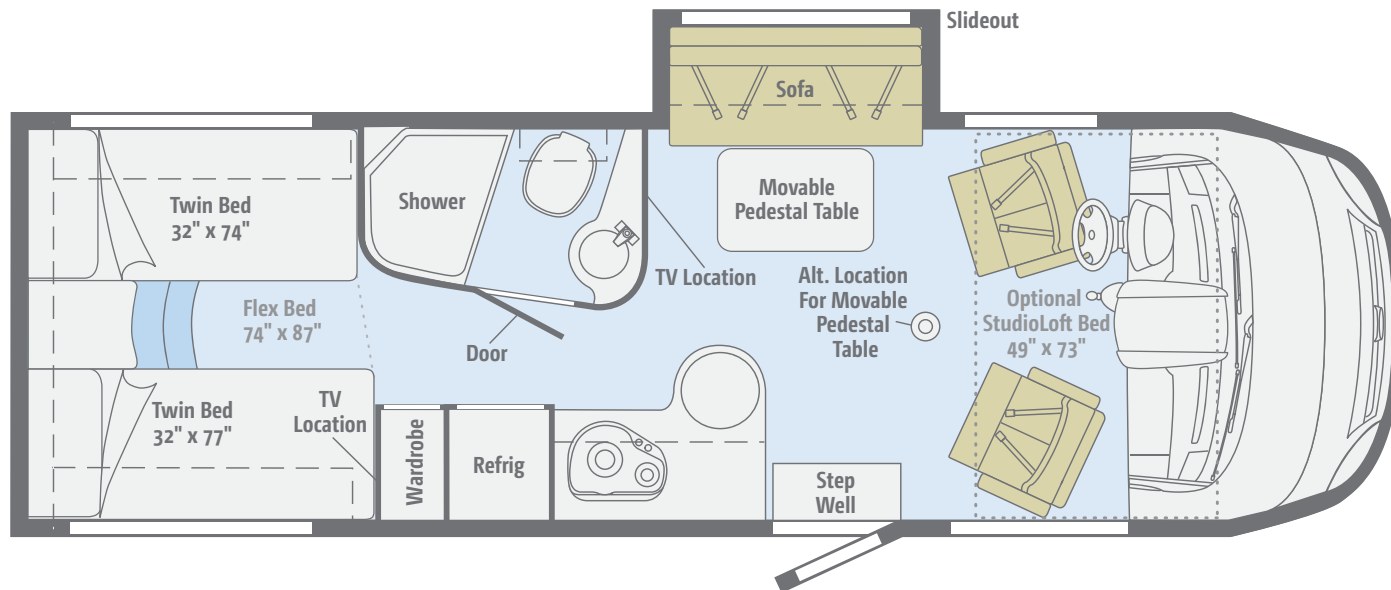 Slideout
Sofa
Twin Bed
32" x 74"
Shower
Movable
Pedestal Table
TV Location
Alt. Location
For Movable
Pedestal
Table
Optional
StudioLoft Bed
49" x 73"
Flex Bed
74" x 87"
Door
Twin Bed
32" x 77"
TV
Location
Wardrobe
Refrig
Step
Well